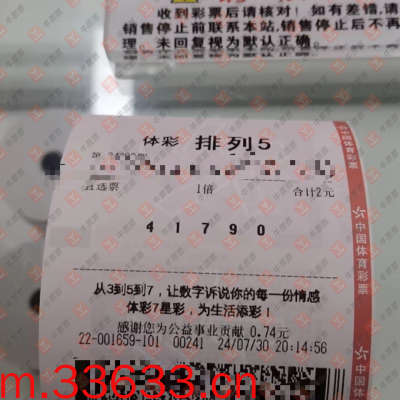 收到彩票后请核对！如有差错,请
销售停止前联系本站,销售停止后不再
理。未回复视为默认正确。
体彩 排列5
1倍 合计2元
4 1 7 9 0
从3到5到7，让数字诉说你的每一份情感
体彩7星彩，为生活添彩！
感谢您为公益事业贡献 0.74元
22-001659-101 00241 24/07/30 20:14:56
中国体育彩票
中国体育彩票
m.33633.cn